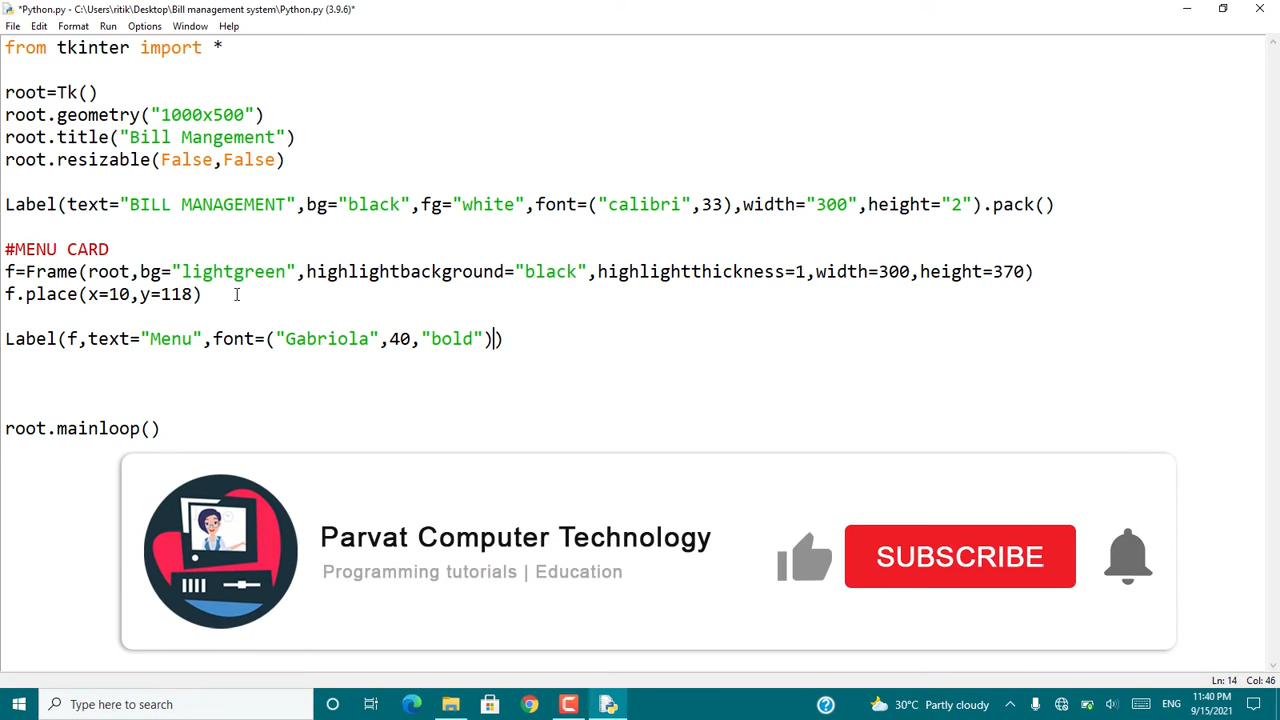 *Python.py - C:\Users\ritik\Desktop\Bill management system\Python.py (3.9.6)*
File Edit Format Run Options Window Help
from tkinter import *
root=Tk()
root.geometry("1000x500")
root.title("Bill Mangement")
root.resizable(False,False)
Label(text="BILL MANAGEMENT",bg="black",fg="white",font=("calibri",33),width="300",height="2").pack()
#MENU CARD
f=Frame(root,bg="lightgreen",highlightbackground="black",highlightthickness=1,width=300,height=370)
f.place(x=10,y=118)
Label(f,text="Menu",font=("Gabriola",40,"bold"))
root.mainloop()
Parvat Computer Technology
Programming tutorials | Education
SUBSCRIBE
Ln: 14 Col: 46
Type here to search
30°C Partly cloudy
ENG
11:40 PM
9/15/2021